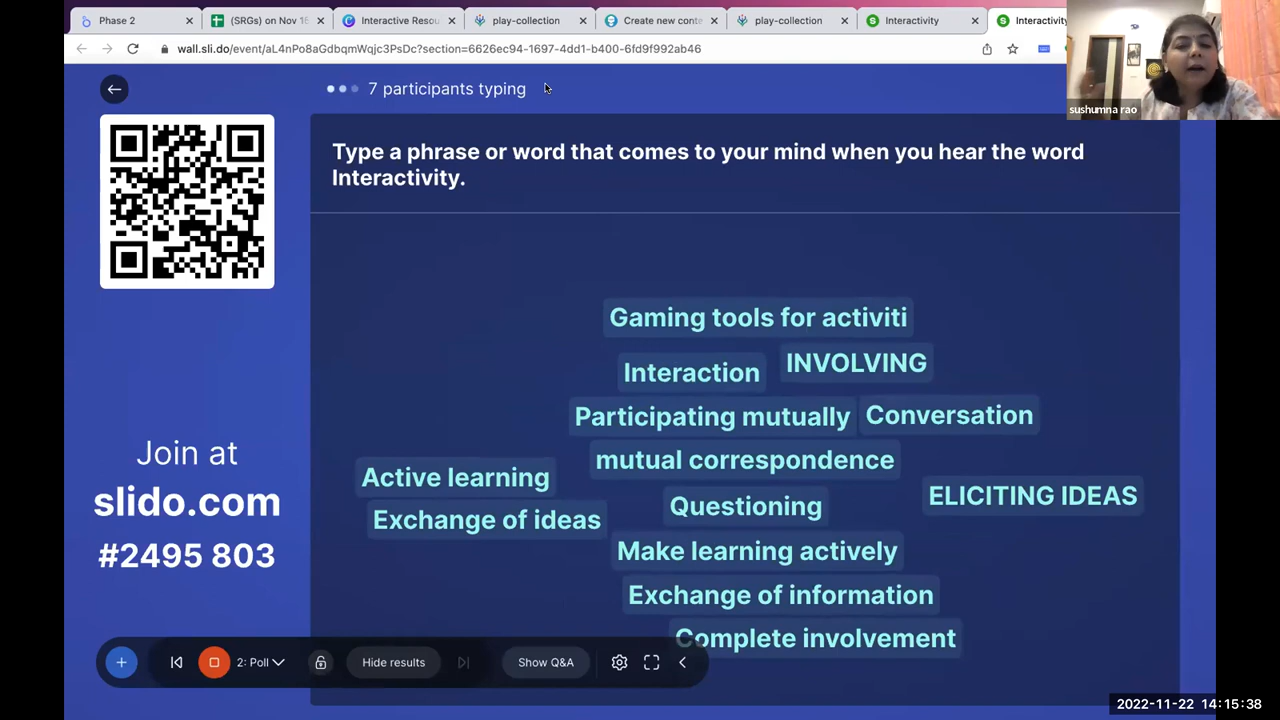 Phase 2
(SRGs) on Nov 16
Interactive Resou
play-collection
Create new conte
play-collection
Interactivity
Interactivity
wall.sli.do/event/aL4nPo8aGdbqmWqjc3PsDc?section=6626ec94-1697-4dd1-b400-6fd9f992ab46
sushumna rao
7 participants typing
Type a phrase or word that comes to your mind when you hear the word
Interactivity.
Gaming tools for activiti
Interaction
INVOLVING
Participating mutually
Conversation
mutual correspondence
Active learning
ELICITING IDEAS
Questioning
Exchange of ideas
Make learning actively
Exchange of information
Complete involvement
Join at
slido.com
#2495 803
2: Poll
Hide results
Show Q&A
2022-11-22 14:15:38